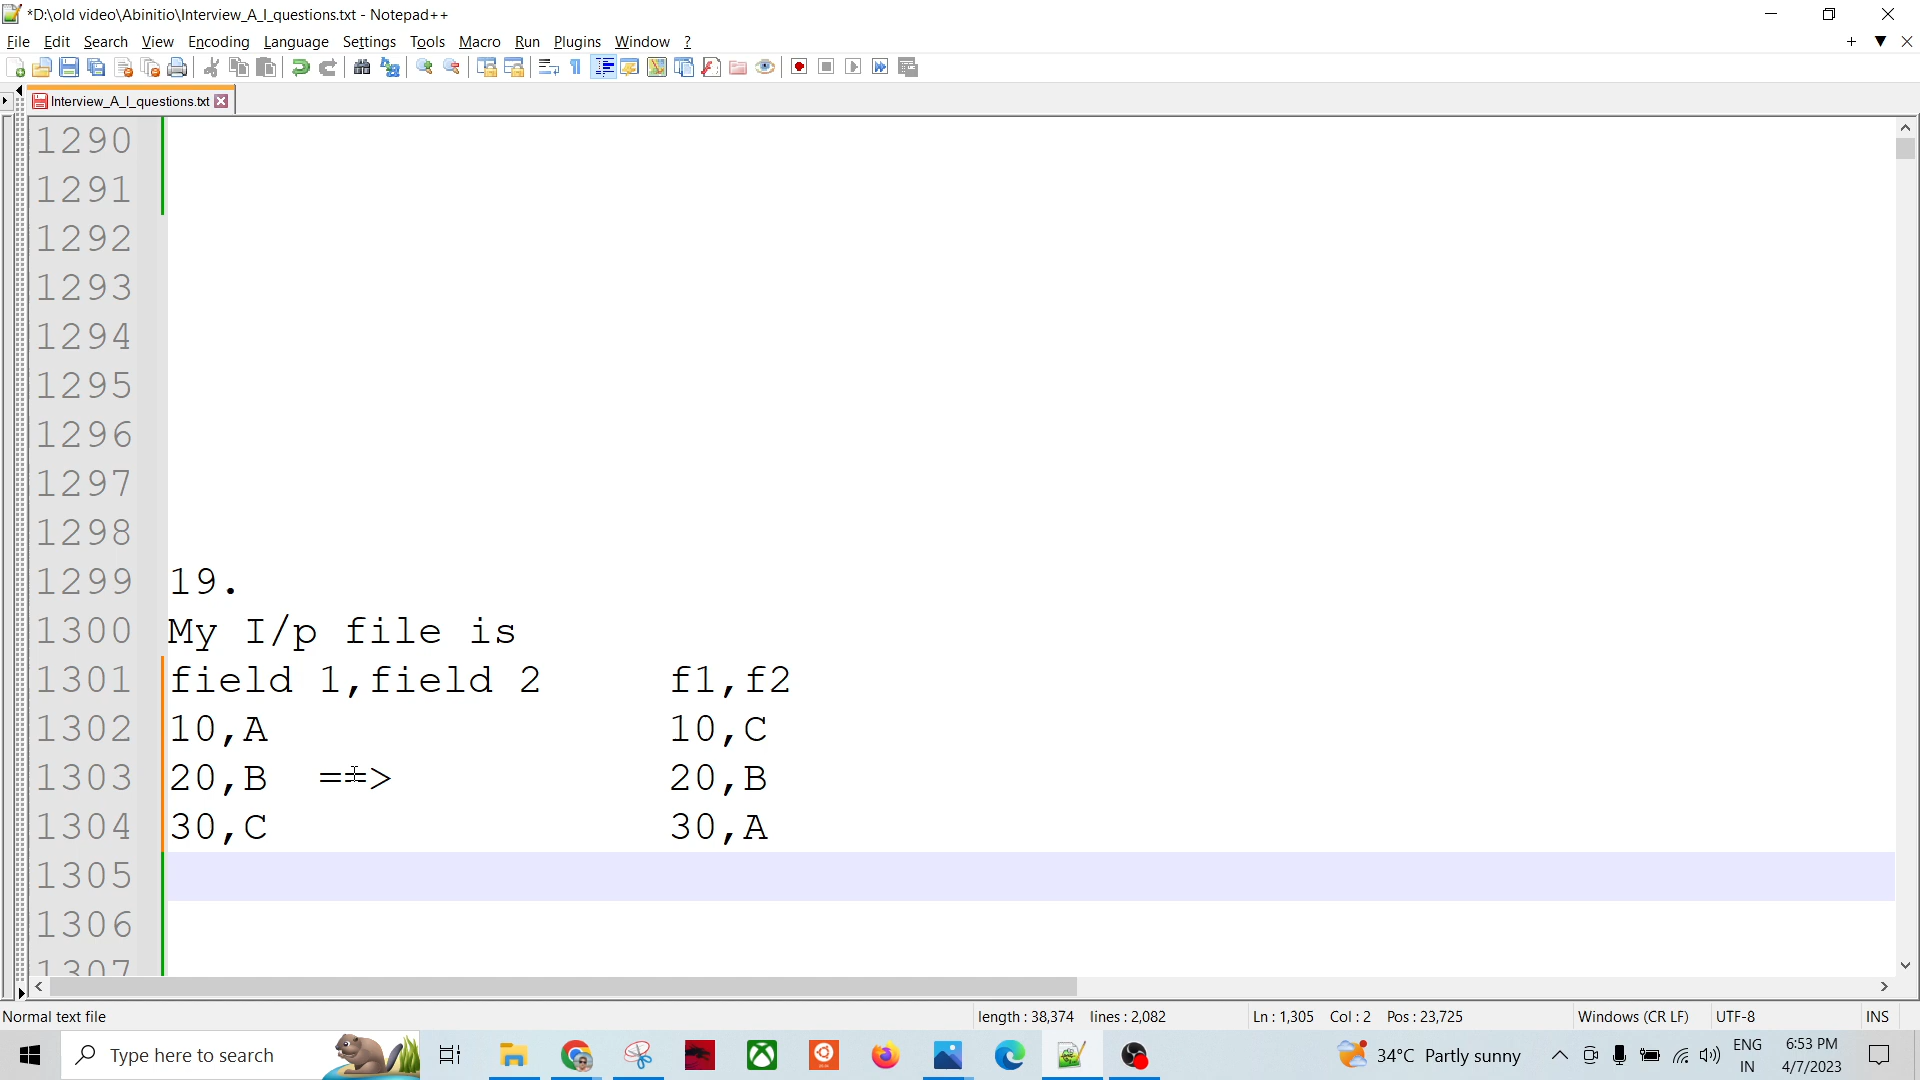 *D:\old video\Abinitio\Interview_A_I_questions.txt - Notepad++
File Edit Search View Encoding Language Settings Tools Macro Run Plugins Window ?
Interview_A_I_questions.txt
1290
1291
1292
1293
1294
1295
1296
1297
1298
1299 19.
1300 My I/p file is
1301 field 1,field 2 f1,f2
1302 10,A 10,C
1303 20,B ==> 20,B
1304 30,C 30,A
1305
1306
1307
Normal text file length : 38,374 lines : 2,082 Ln : 1,305 Col : 2 Pos : 23,725 Windows (CR LF) UTF-8 INS
Type here to search 34°C Partly sunny ENG IN 6:53 PM 4/7/2023